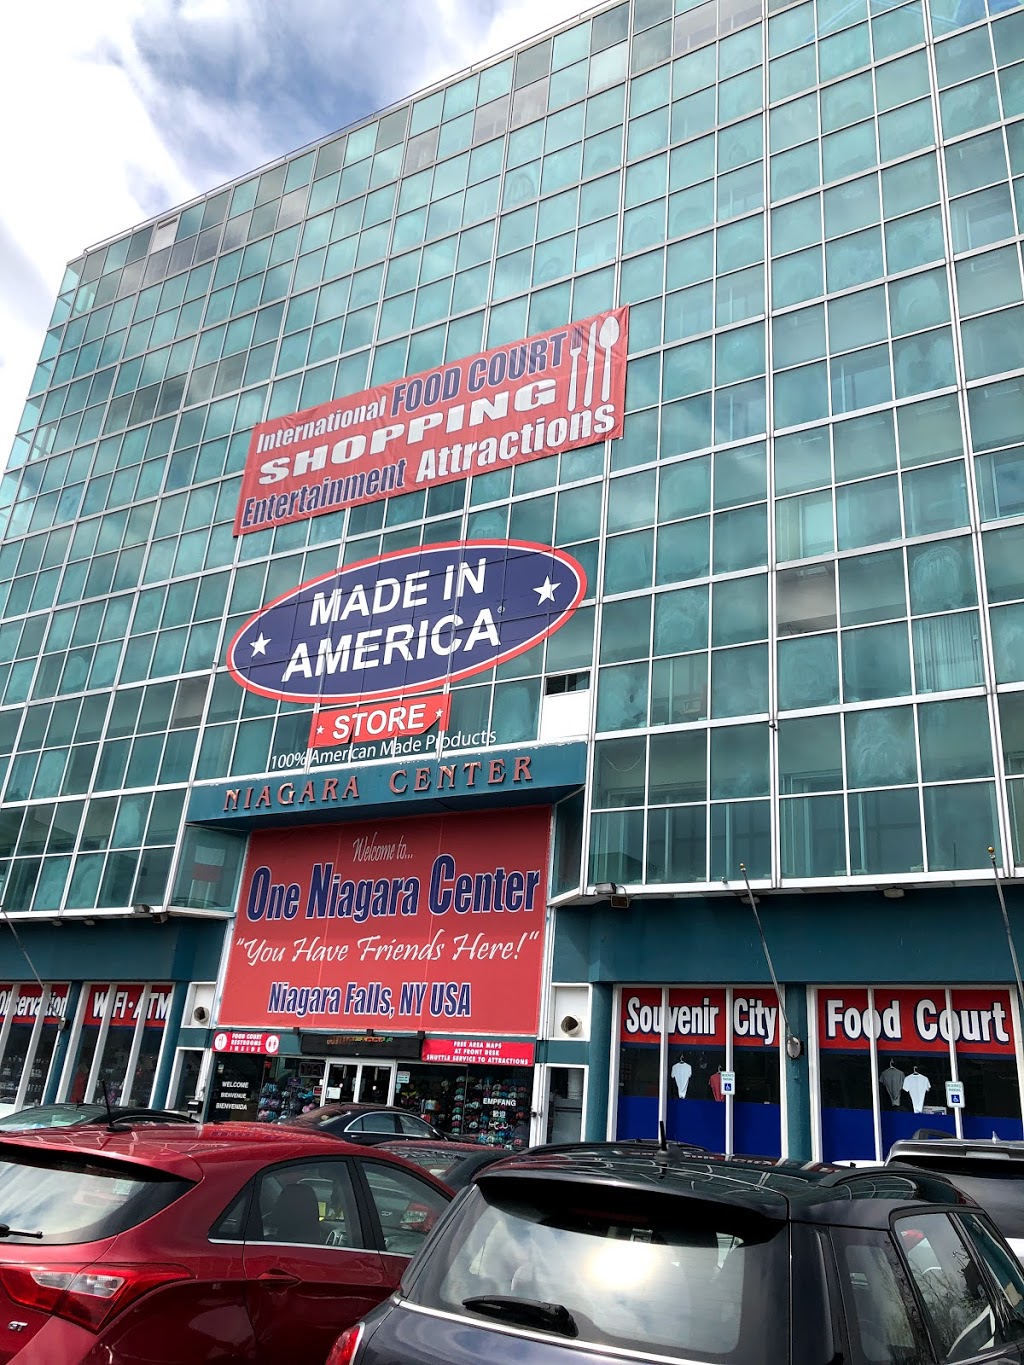 International FOOD COURT
SHOPPING
Entertainment Attractions
MADE IN
AMERICA
®
STORE
100% American Made Products
NIAGARA CENTER
Welcome to...
One Niagara Center
"You Have Friends Here!"
Niagara Falls, NY USA
Observation
WI-FI • ATM
Souvenir City
Food Court
FOOD COURT
RESTROOMS
INSIDE
FREE AREA MAPS
AT FRONT DESK
SHUTTLE SERVICE TO ATTRACTIONS
WELCOME
BIENVENUE
BIENVENIDA
EMPFANG
GT